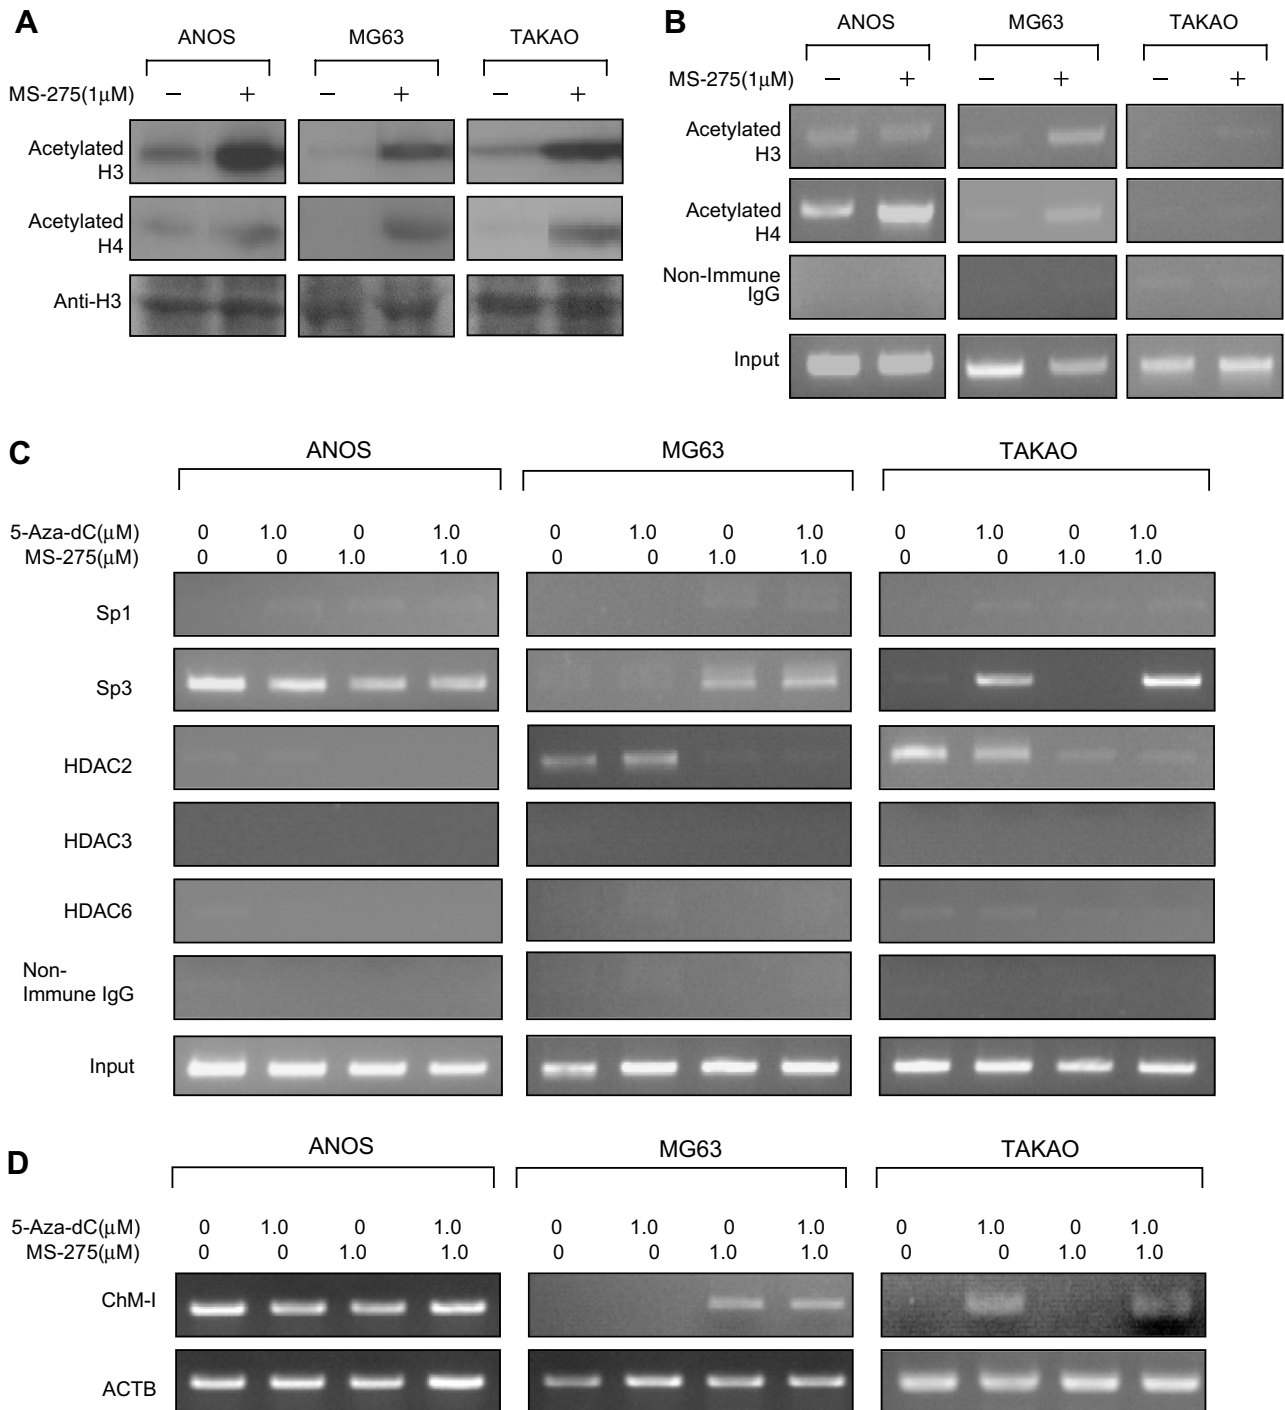 A
ANOS MG63 TAKAO
MS-275(1μM) − + − + − +
Acetylated
H3
Acetylated
H4
Anti-H3
B
ANOS MG63 TAKAO
MS-275(1μM) − + − + − +
Acetylated
H3
Acetylated
H4
Non-Immune
IgG
Input
C
ANOS MG63 TAKAO
5-Aza-dC(μM) 0 1.0 0 1.0 0 1.0 0 1.0 0 1.0 0 1.0
MS-275(μM) 0 0 1.0 1.0 0 0 1.0 1.0 0 0 1.0 1.0
Sp1
Sp3
HDAC2
HDAC3
HDAC6
Non-
Immune IgG
Input
D
ANOS MG63 TAKAO
5-Aza-dC(μM) 0 1.0 0 1.0 0 1.0 0 1.0 0 1.0 0 1.0
MS-275(μM) 0 0 1.0 1.0 0 0 1.0 1.0 0 0 1.0 1.0
ChM-I
ACTB